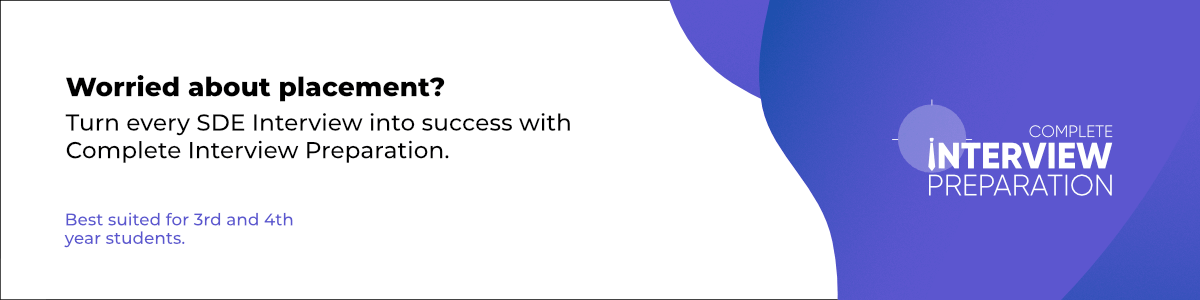 Worried about placement?
Turn every SDE Interview into success with
Complete Interview Preparation.
Best suited for 3rd and 4th
year students.
COMPLETE
INTERVIEW
PREPARATION